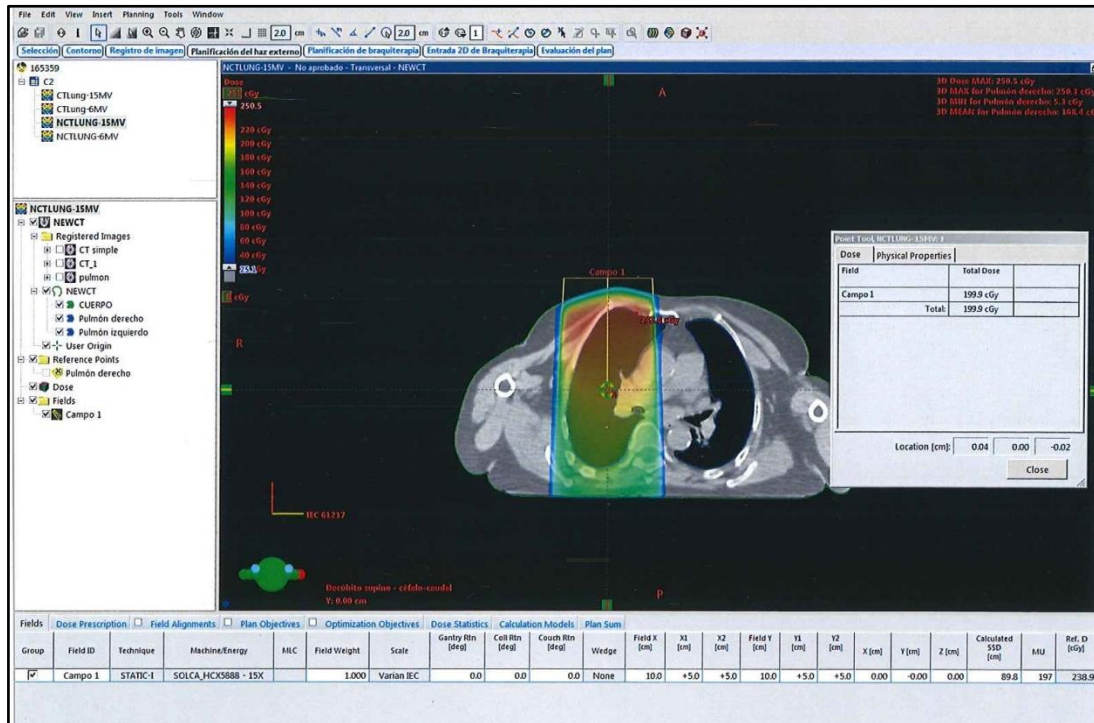 File Edit View Insert Planning Tools Window
2.0 cm 2.0 cm 1
Selección Contorno Registro de imagen Planificación del haz externo Planificación de braquiterapia Entrada 2D de Braquiterapia Evaluación del plan
165359
C2
CTLung-15MV
CTLung-6MV
NCTLUNG-15MV
NCTLUNG-6MV
NCTLUNG-15MV
NEWCT
Registered Images
CT simple
CT_1
pulmon
NEWCT
CUERPO
Pulmón derecho
Pulmón izquierdo
User Origin
Reference Points
Pulmón derecho
Dose
Fields
Campo 1
NCTLUNG-15MV - No aprobado - Transversal - NEWCT
Dose
cGy
250.5
220 cGy
200 cGy
180 cGy
160 cGy
140 cGy
120 cGy
100 cGy
80 cGy
60 cGy
40 cGy
25.1
cGy
A
3D Dose MAX: 250.5 cGy
3D MAX for Pulmón derecho: 250.3 cGy
3D MIN for Pulmón derecho: 5.3 cGy
3D MEAN for Pulmón derecho: 168.4 cG
Campo 1
R
IEC 61217
Decúbito supino - céfalo-caudal
Y: 0.00 cm
P
Point Tool, NCTLUNG-15MV: 1
Dose Physical Properties
Field Total Dose
Campo 1 199.9 cGy
Total: 199.9 cGy
Location [cm]: 0.04 0.00 -0.02
Close
Fields Dose Prescription Field Alignments Plan Objectives Optimization Objectives Dose Statistics Calculation Models Plan Sum
Group Field ID Technique Machine/Energy MLC Field Weight Scale Gantry Rtn [deg] Coll Rtn [deg] Couch Rtn [deg] Wedge Field X [cm] X1 [cm] X2 [cm] Field Y [cm] Y1 [cm] Y2 [cm] X [cm] Y [cm] Z [cm] Calculated SSD [cm] MU Ref. D [cGy]
Campo 1 STATIC-I SOLCA_HCX5888 - 15X 1.000 Varian IEC 0.0 0.0 0.0 None 10.0 +5.0 +5.0 10.0 +5.0 +5.0 0.00 -0.00 0.00 89.8 197 238.9